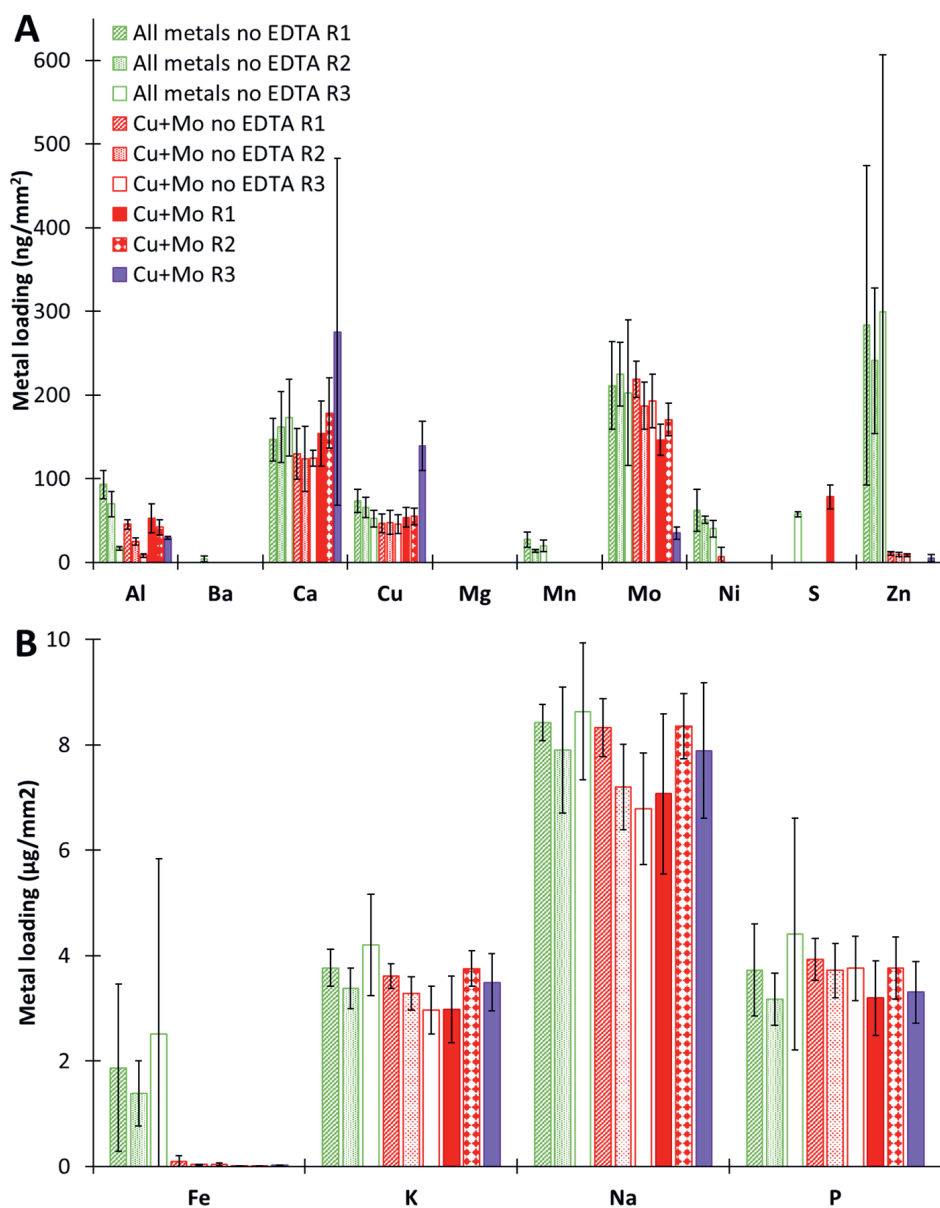 A
All metals no EDTA R1
All metals no EDTA R2
All metals no EDTA R3
Cu+Mo no EDTA R1
Cu+Mo no EDTA R2
Cu+Mo no EDTA R3
Cu+Mo R1
Cu+Mo R2
Cu+Mo R3
Metal loading (ng/mm²)
600
500
400
300
200
100
0
Al Ba Ca Cu Mg Mn Mo Ni S Zn
B
Metal loading (µg/mm2)
10
8
6
4
2
0
Fe K Na P